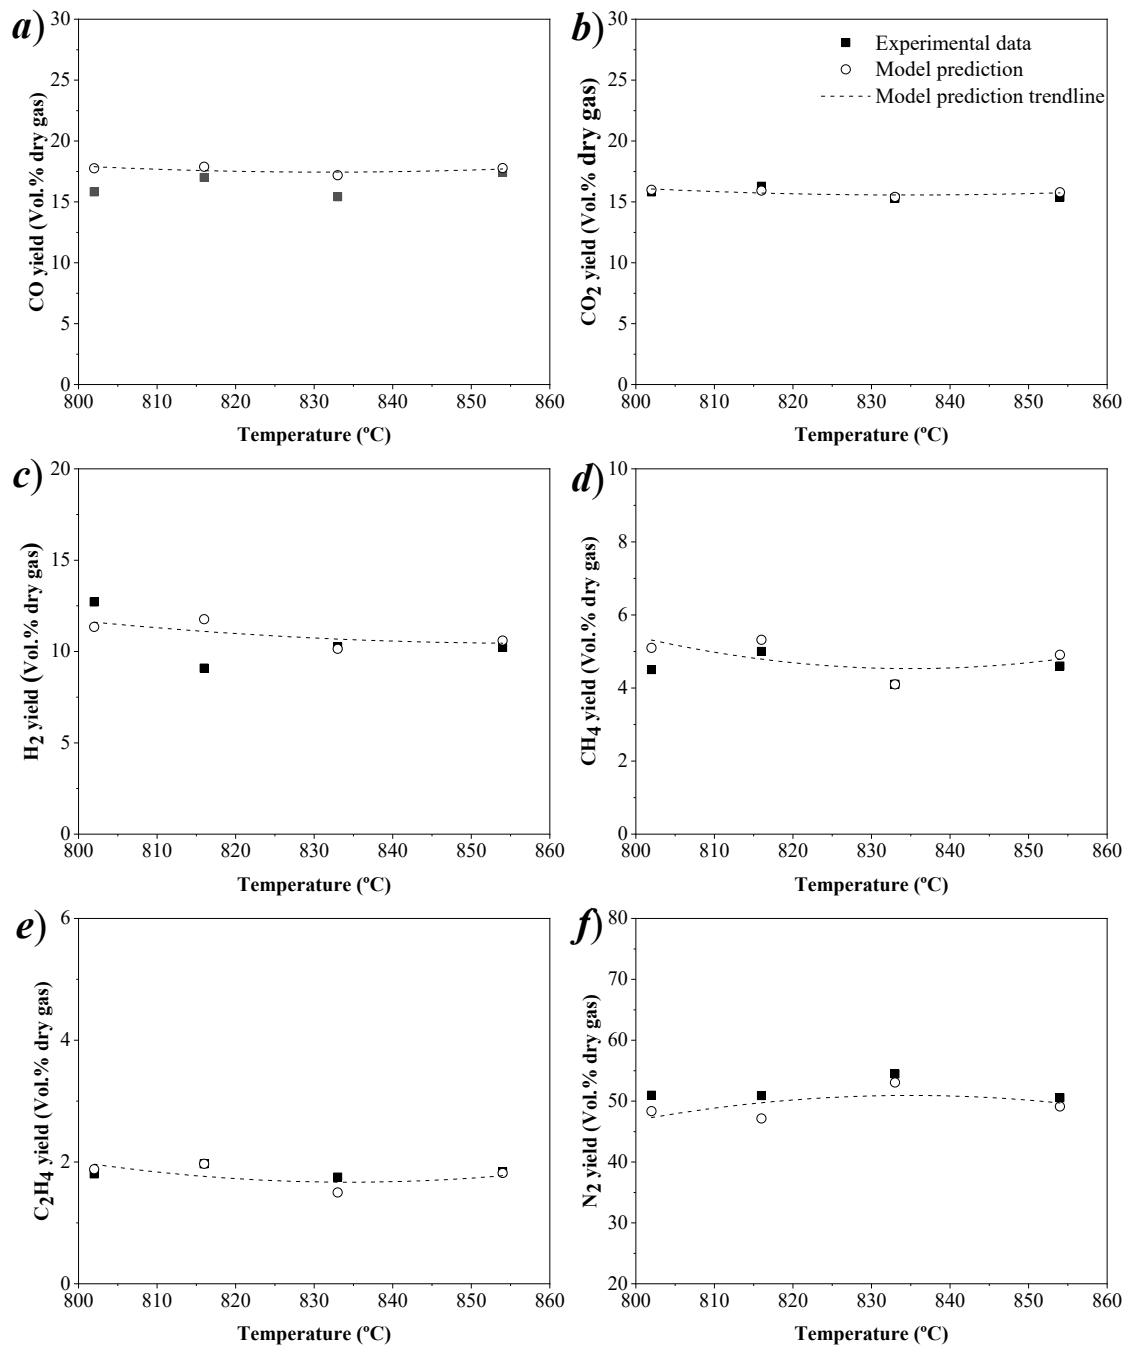 a)
30
25
20
15
10
5
0
CO yield (Vol.% dry gas)
800 810 820 830 840 850 860
Temperature (ºC)
b)
Experimental data
Model prediction
Model prediction trendline
30
25
20
15
10
5
0
CO2 yield (Vol.% dry gas)
800 810 820 830 840 850 860
Temperature (ºC)
c)
20
15
10
5
0
H2 yield (Vol.% dry gas)
800 810 820 830 840 850 860
Temperature (ºC)
d)
10
8
6
4
2
0
CH4 yield (Vol.% dry gas)
800 810 820 830 840 850 860
Temperature (ºC)
e)
6
4
2
0
C2H4 yield (Vol.% dry gas)
800 810 820 830 840 850 860
Temperature (ºC)
f)
80
70
60
50
40
30
20
N2 yield (Vol.% dry gas)
800 810 820 830 840 850 860
Temperature (ºC)